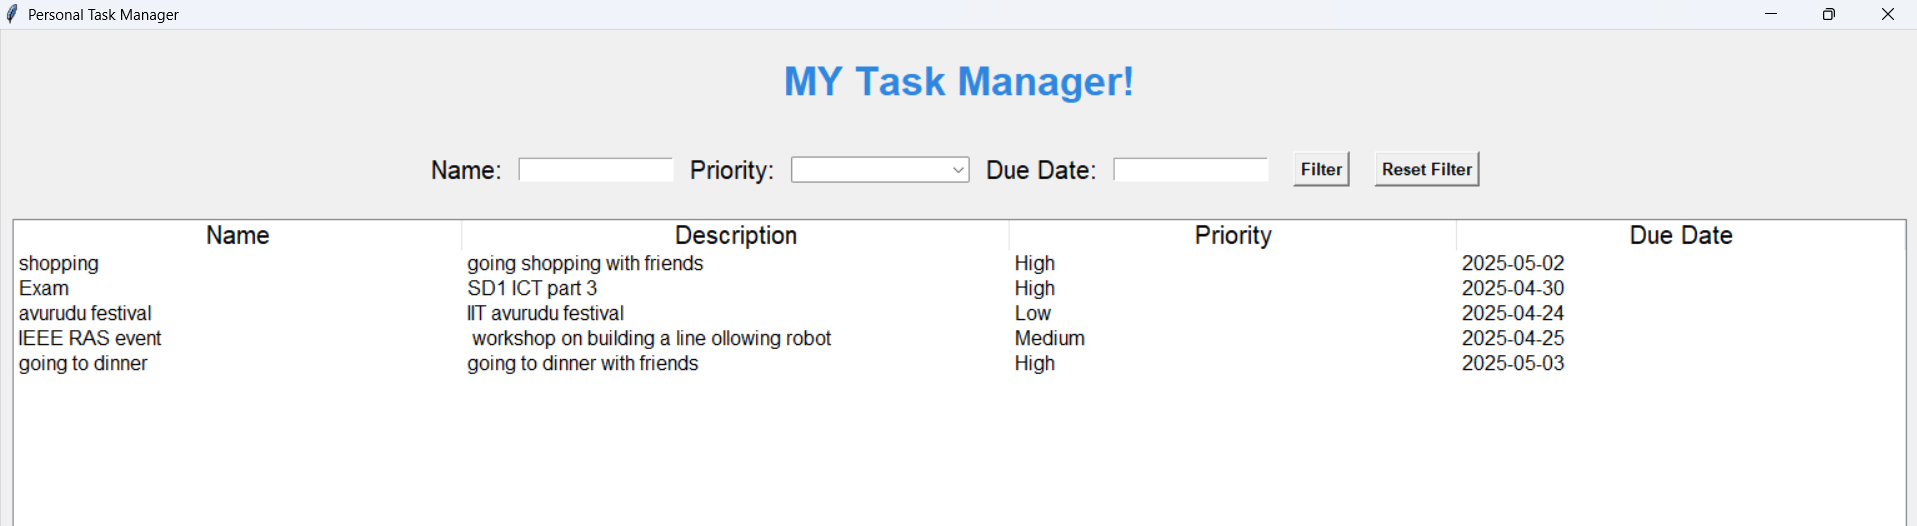 Personal Task Manager
MY Task Manager!
Name: Priority: Due Date: Filter Reset Filter
Name Description Priority Due Date
shopping going shopping with friends High 2025-05-02
Exam SD1 ICT part 3 High 2025-04-30
avurudu festival IIT avurudu festival Low 2025-04-24
IEEE RAS event workshop on building a line ollowing robot Medium 2025-04-25
going to dinner going to dinner with friends High 2025-05-03